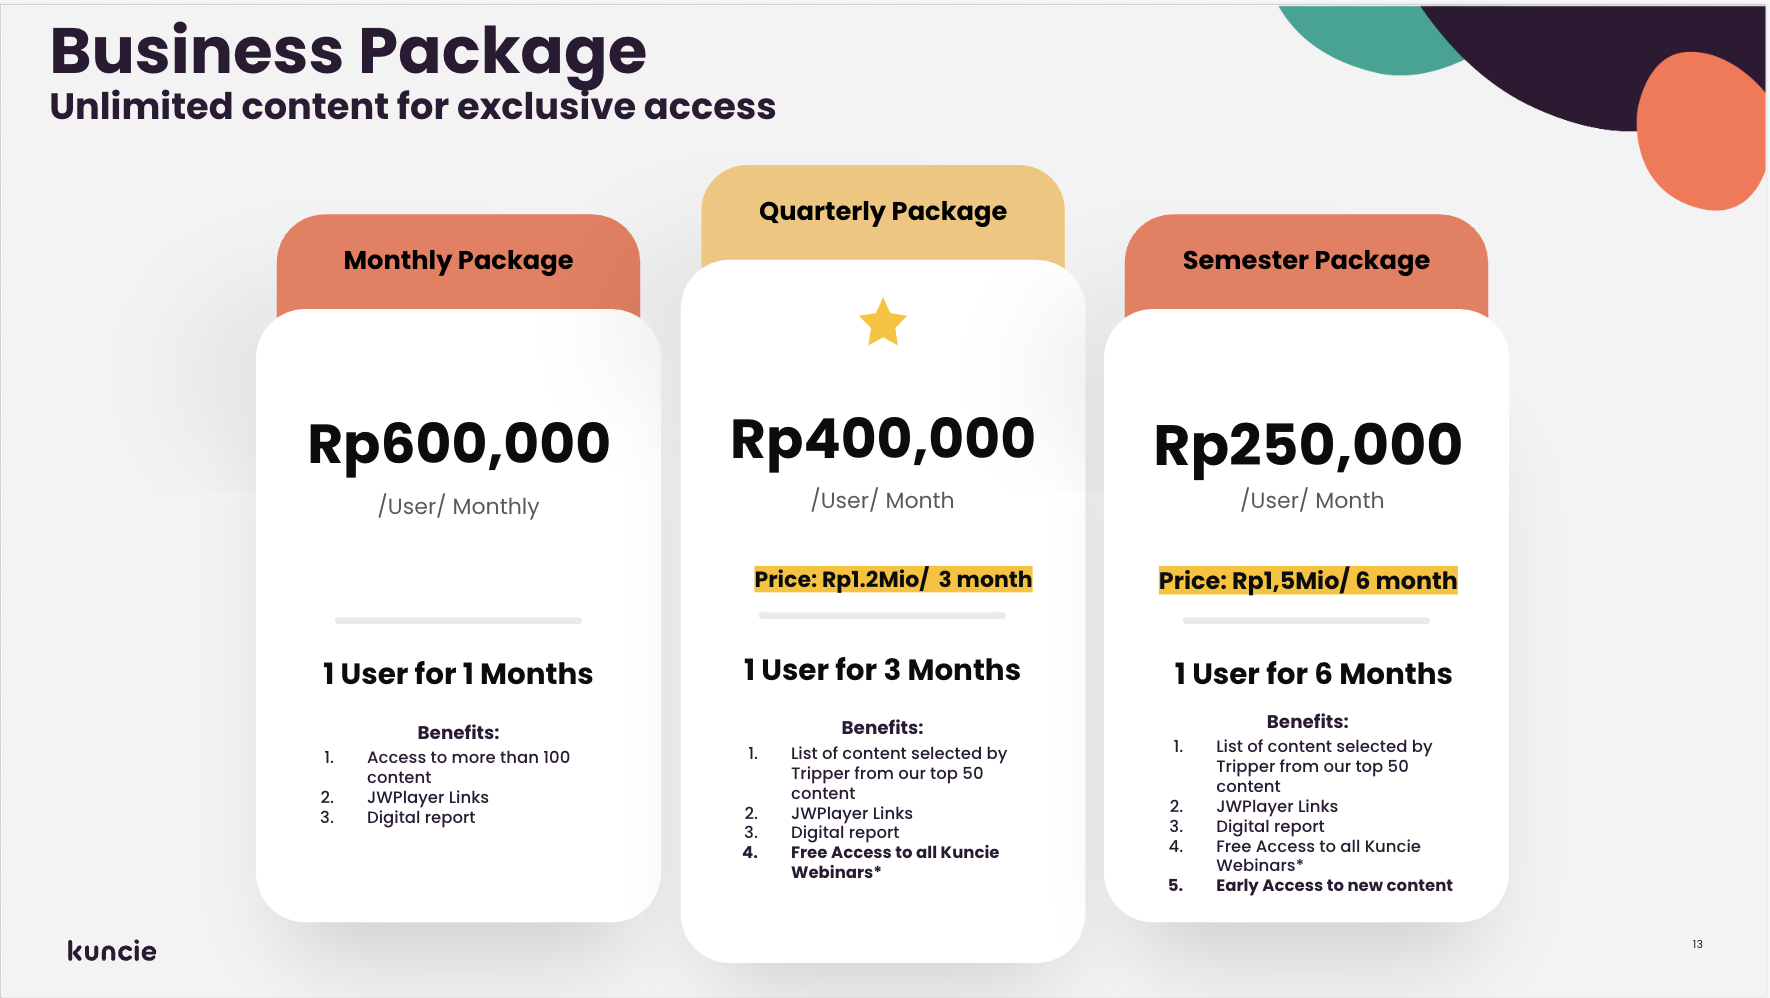 Business Package
Unlimited content for exclusive access
Monthly Package
Rp600,000
/User/ Monthly
1 User for 1 Months
Benefits:
1. Access to more than 100
content
2. JWPlayer Links
3. Digital report
Quarterly Package
Rp400,000
/User/ Month
Price: Rp1.2Mio/ 3 month
1 User for 3 Months
Benefits:
1. List of content selected by
Tripper from our top 50
content
2. JWPlayer Links
3. Digital report
4. Free Access to all Kuncie
Webinars*
Semester Package
Rp250,000
/User/ Month
Price: Rp1,5Mio/ 6 month
1 User for 6 Months
Benefits:
1. List of content selected by
Tripper from our top 50
content
2. JWPlayer Links
3. Digital report
4. Free Access to all Kuncie
Webinars*
5. Early Access to new content
kuncie
13